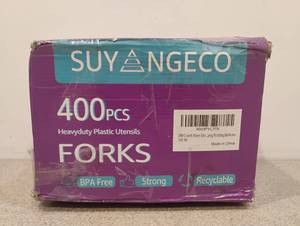 SUYANGECO
400PCS
Heavyduty Plastic Utensils
FORKS
BPA Free
Strong
Recyclable
Made in China